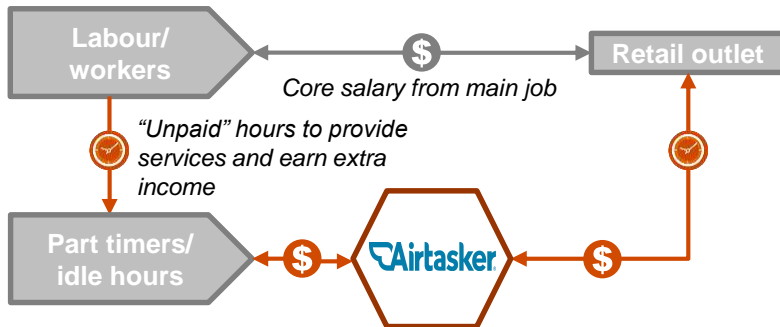 Labour/
workers
$
Retail outlet
Core salary from main job
“Unpaid” hours to provide
services and earn extra
income
Part timers/
idle hours
$
Airtasker
$